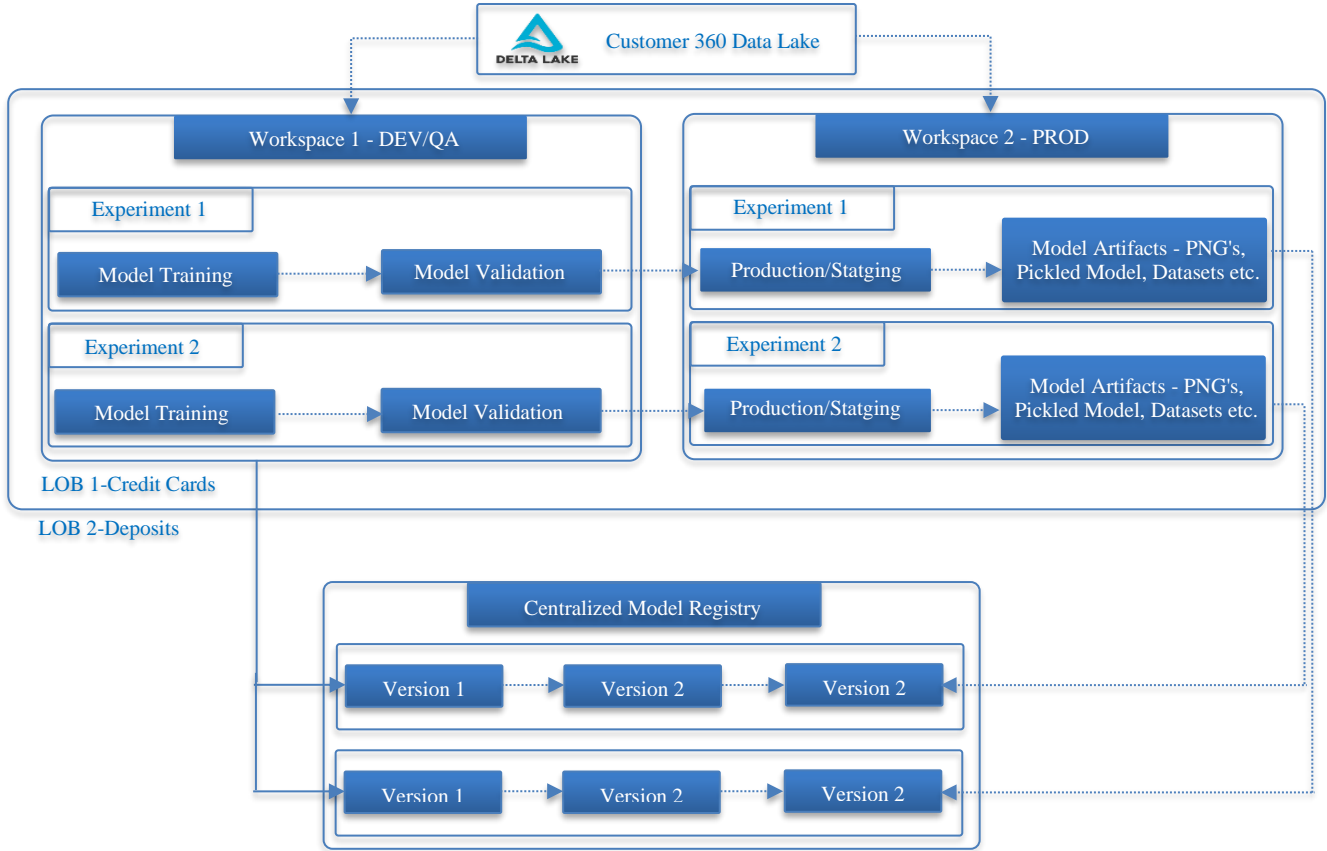 DELTA LAKE
Customer 360 Data Lake
Workspace 1 - DEV/QA
Experiment 1
Model Training
Model Validation
Experiment 2
Model Training
Model Validation
Workspace 2 - PROD
Experiment 1
Production/Statging
Model Artifacts - PNG's,
Pickled Model, Datasets etc.
Experiment 2
Production/Statging
Model Artifacts - PNG's,
Pickled Model, Datasets etc.
LOB 1-Credit Cards
LOB 2-Deposits
Centralized Model Registry
Version 1
Version 2
Version 2
Version 1
Version 2
Version 2